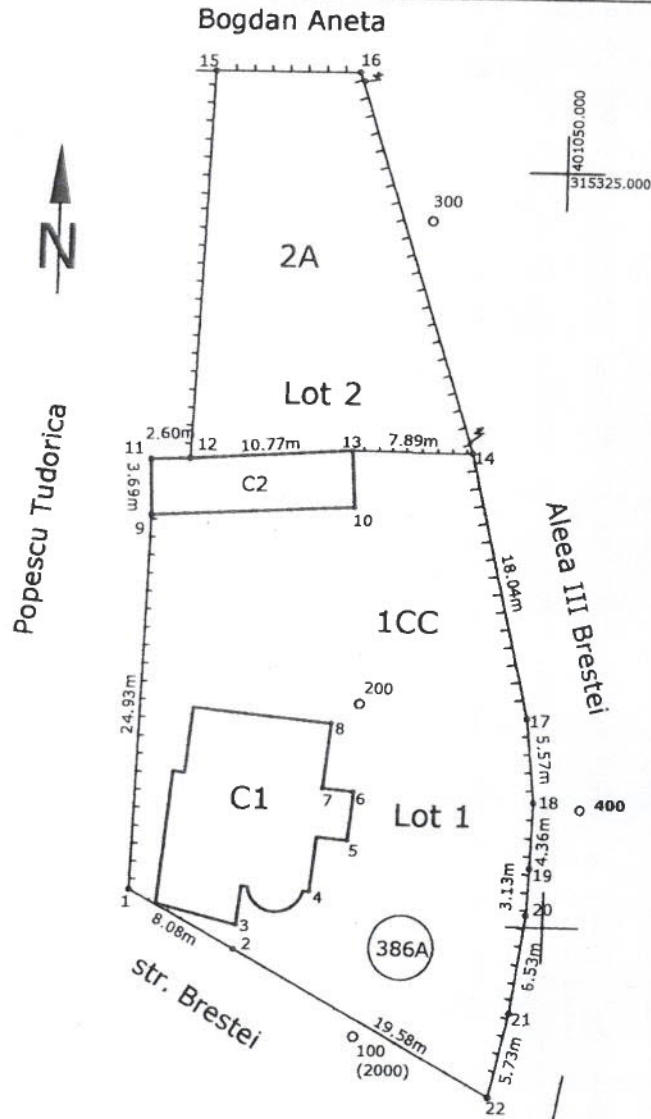 Bogdan Aneta
15
16
401050.000
315325.000
300
N
2A
Lot 2
Popescu Tudorica
11
2.60m
12
10.77m
13
7.89m
14
3.69m
C2
9
10
Aleea III Brestei
18.04m
1CC
200
24.93m
8
17
5.57m
C1
7
6
Lot 1
18
400
5
4.36m
19
4
3.13m
1
20
3
8.08m
2
386A
6.53m
str. Brestei
19.58m
21
100
(2000)
5.73m
22